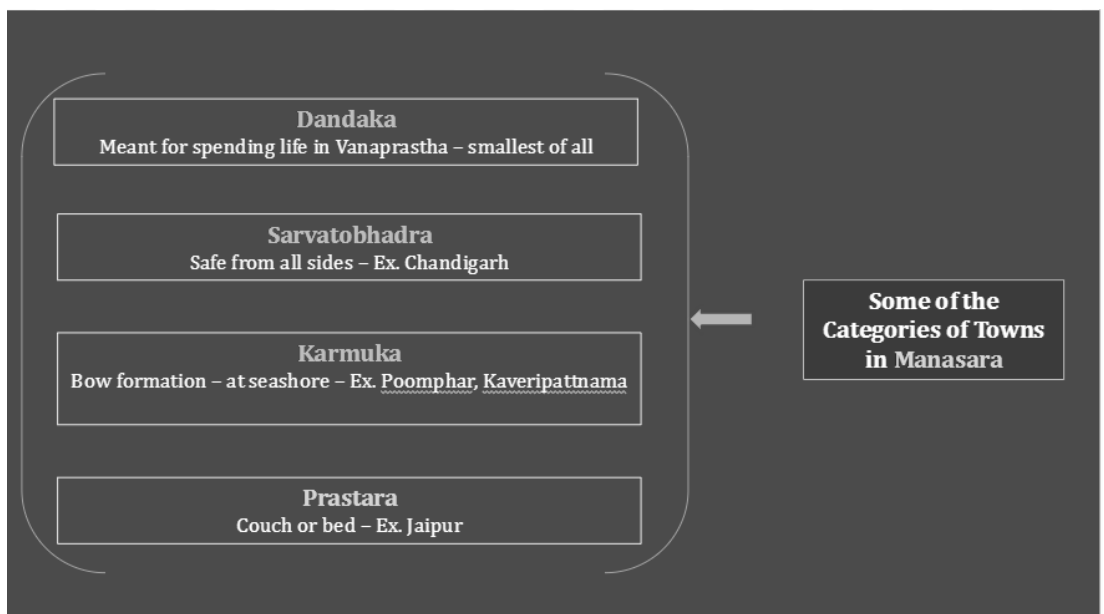 Dandaka
Meant for spending life in Vanaprastha – smallest of all
Sarvatobhadra
Safe from all sides – Ex. Chandigarh
Karmuka
Bow formation – at seashore – Ex. Poomphar, Kaveripattnama
Prastara
Couch or bed – Ex. Jaipur
Some of the
Categories of Towns
in Manasara